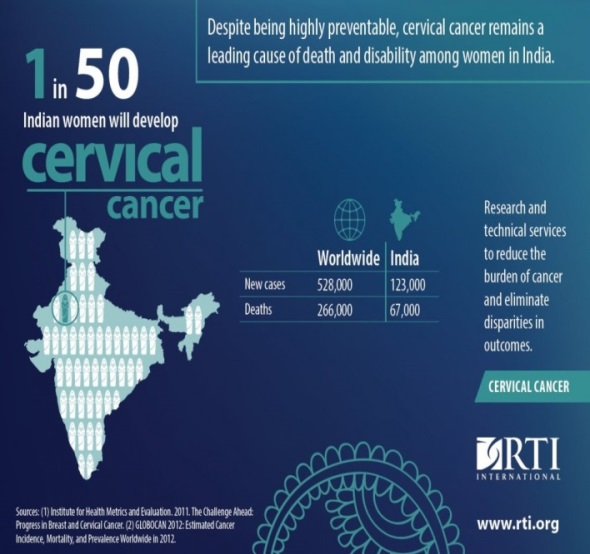 Despite being highly preventable, cervical cancer remains a
leading cause of death and disability among women in India.
1 in 50
Indian women will develop
cervical
cancer
Worldwide India
New cases 528,000 123,000
Deaths 266,000 67,000
Research and
technical services
to reduce the
burden of cancer
and eliminate
disparities in
outcomes.
CERVICAL CANCER
RTI
INTERNATIONAL
www.rti.org
Sources: (1) Institute for Health Metrics and Evaluation. 2011. The Challenge Ahead:
Progress in Breast and Cervical Cancer. (2) GLOBOCAN 2012: Estimated Cancer
Incidence, Mortality, and Prevalence Worldwide in 2012.